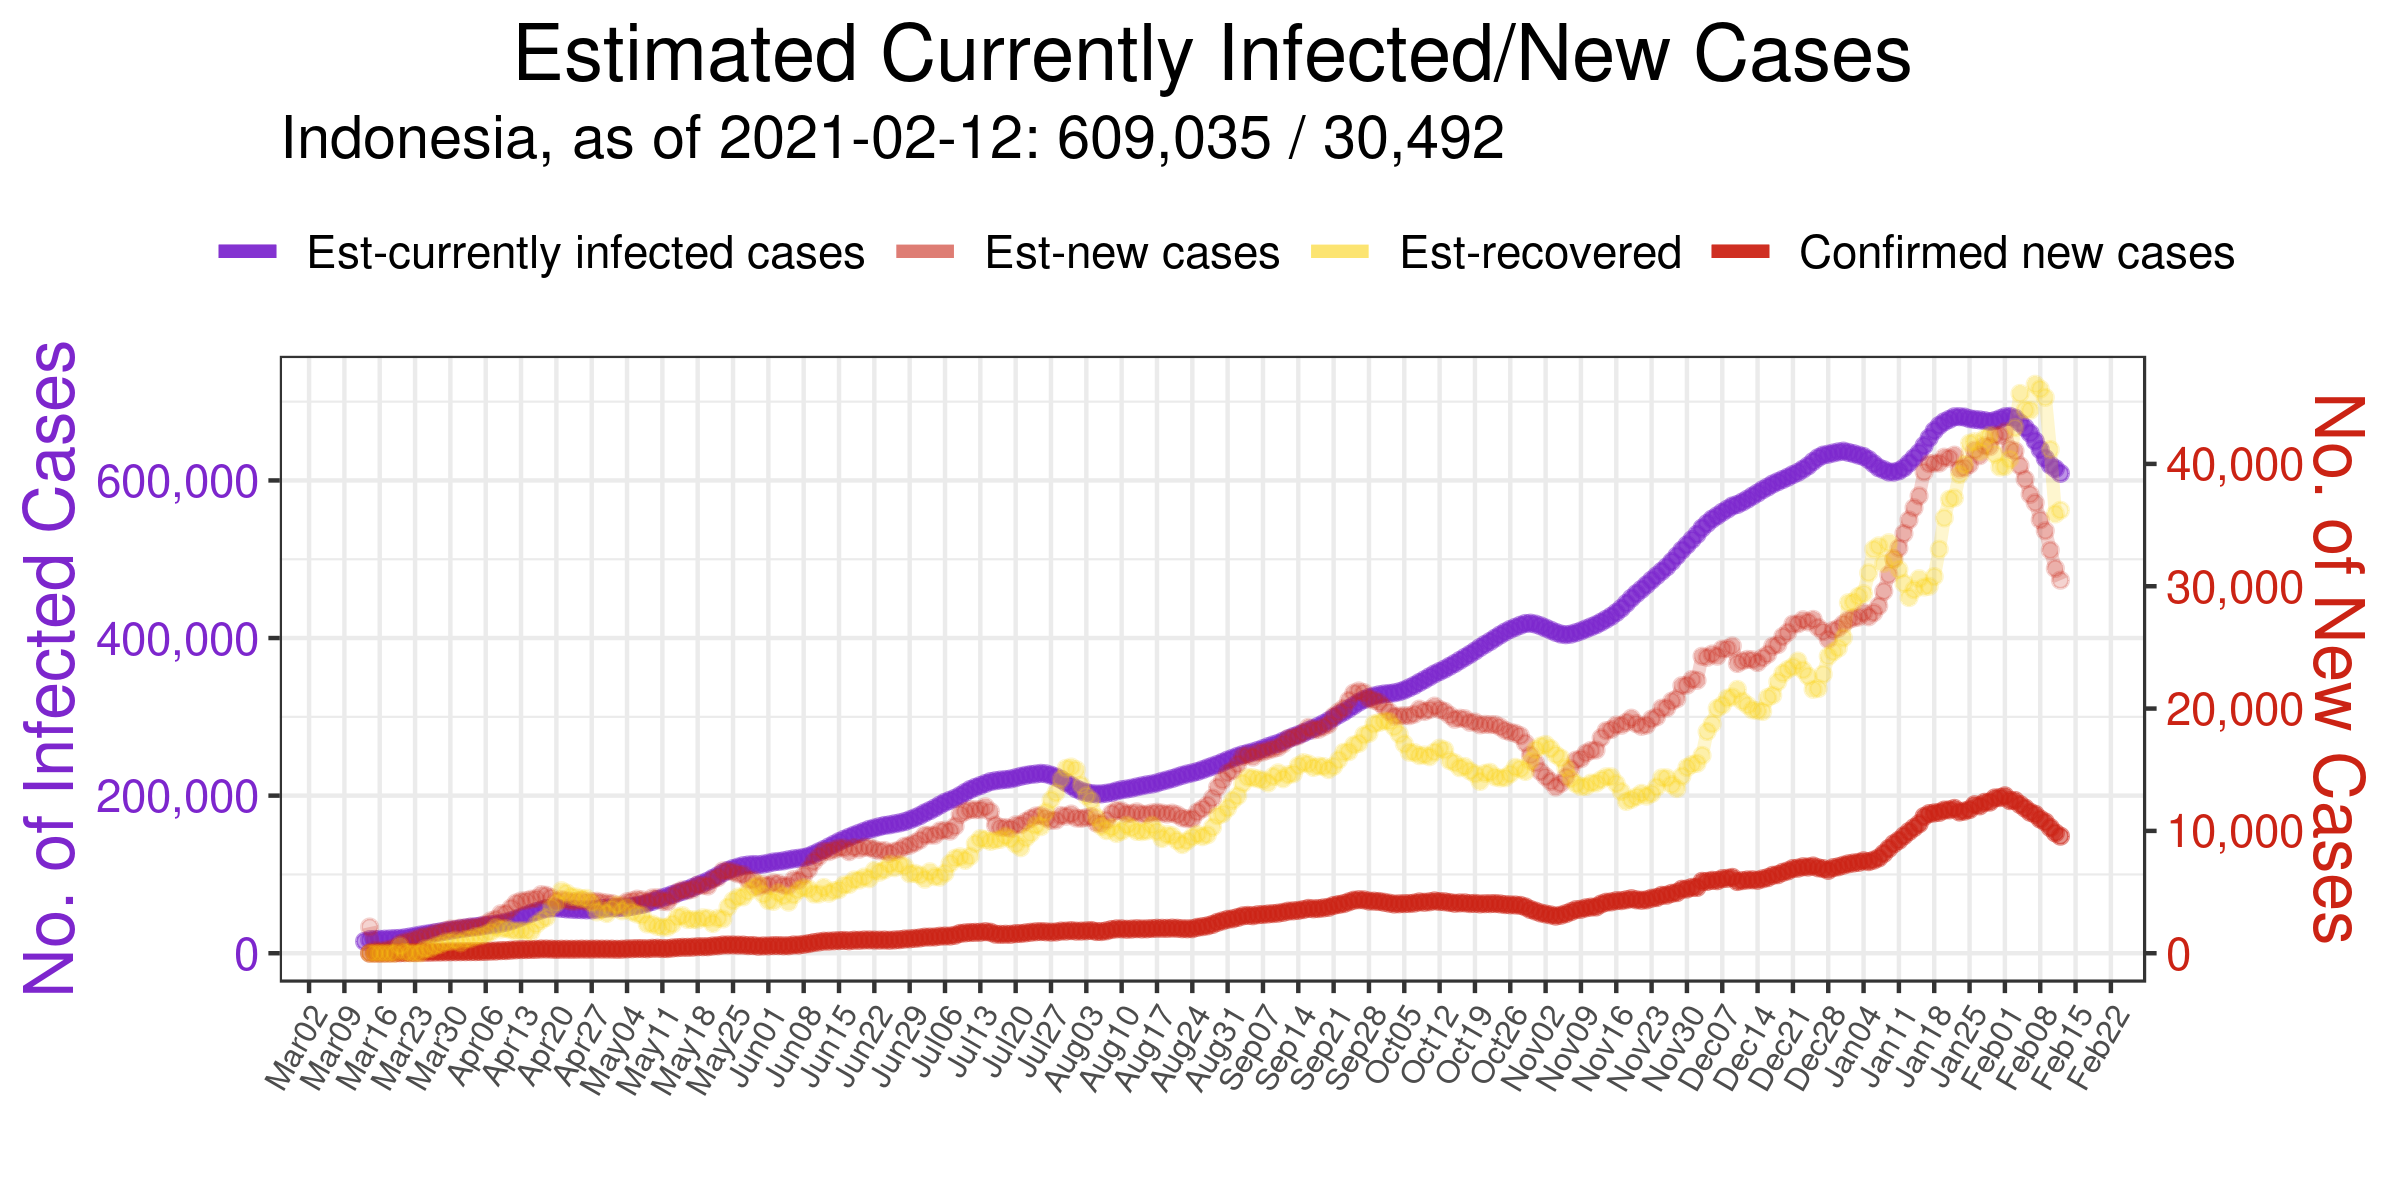 Estimated Currently Infected/New Cases
Indonesia, as of 2021-02-12: 609,035 / 30,492
Est-currently infected cases Est-new cases Est-recovered Confirmed new cases
No. of Infected Cases
600,000
400,000
200,000
0
40,000
30,000
20,000
10,000
0
No. of New Cases
Mar02 Mar09 Mar16 Mar23 Mar30 Apr06 Apr13 Apr20 Apr27 May04 May11 May18 May25 Jun01 Jun08 Jun15 Jun22 Jun29 Jul06 Jul13 Jul20 Jul27 Aug03 Aug10 Aug17 Aug24 Aug31 Sep07 Sep14 Sep21 Sep28 Oct05 Oct12 Oct19 Oct26 Nov02 Nov09 Nov16 Nov23 Nov30 Dec07 Dec14 Dec21 Dec28 Jan04 Jan11 Jan18 Jan25 Feb01 Feb08 Feb15 Feb22